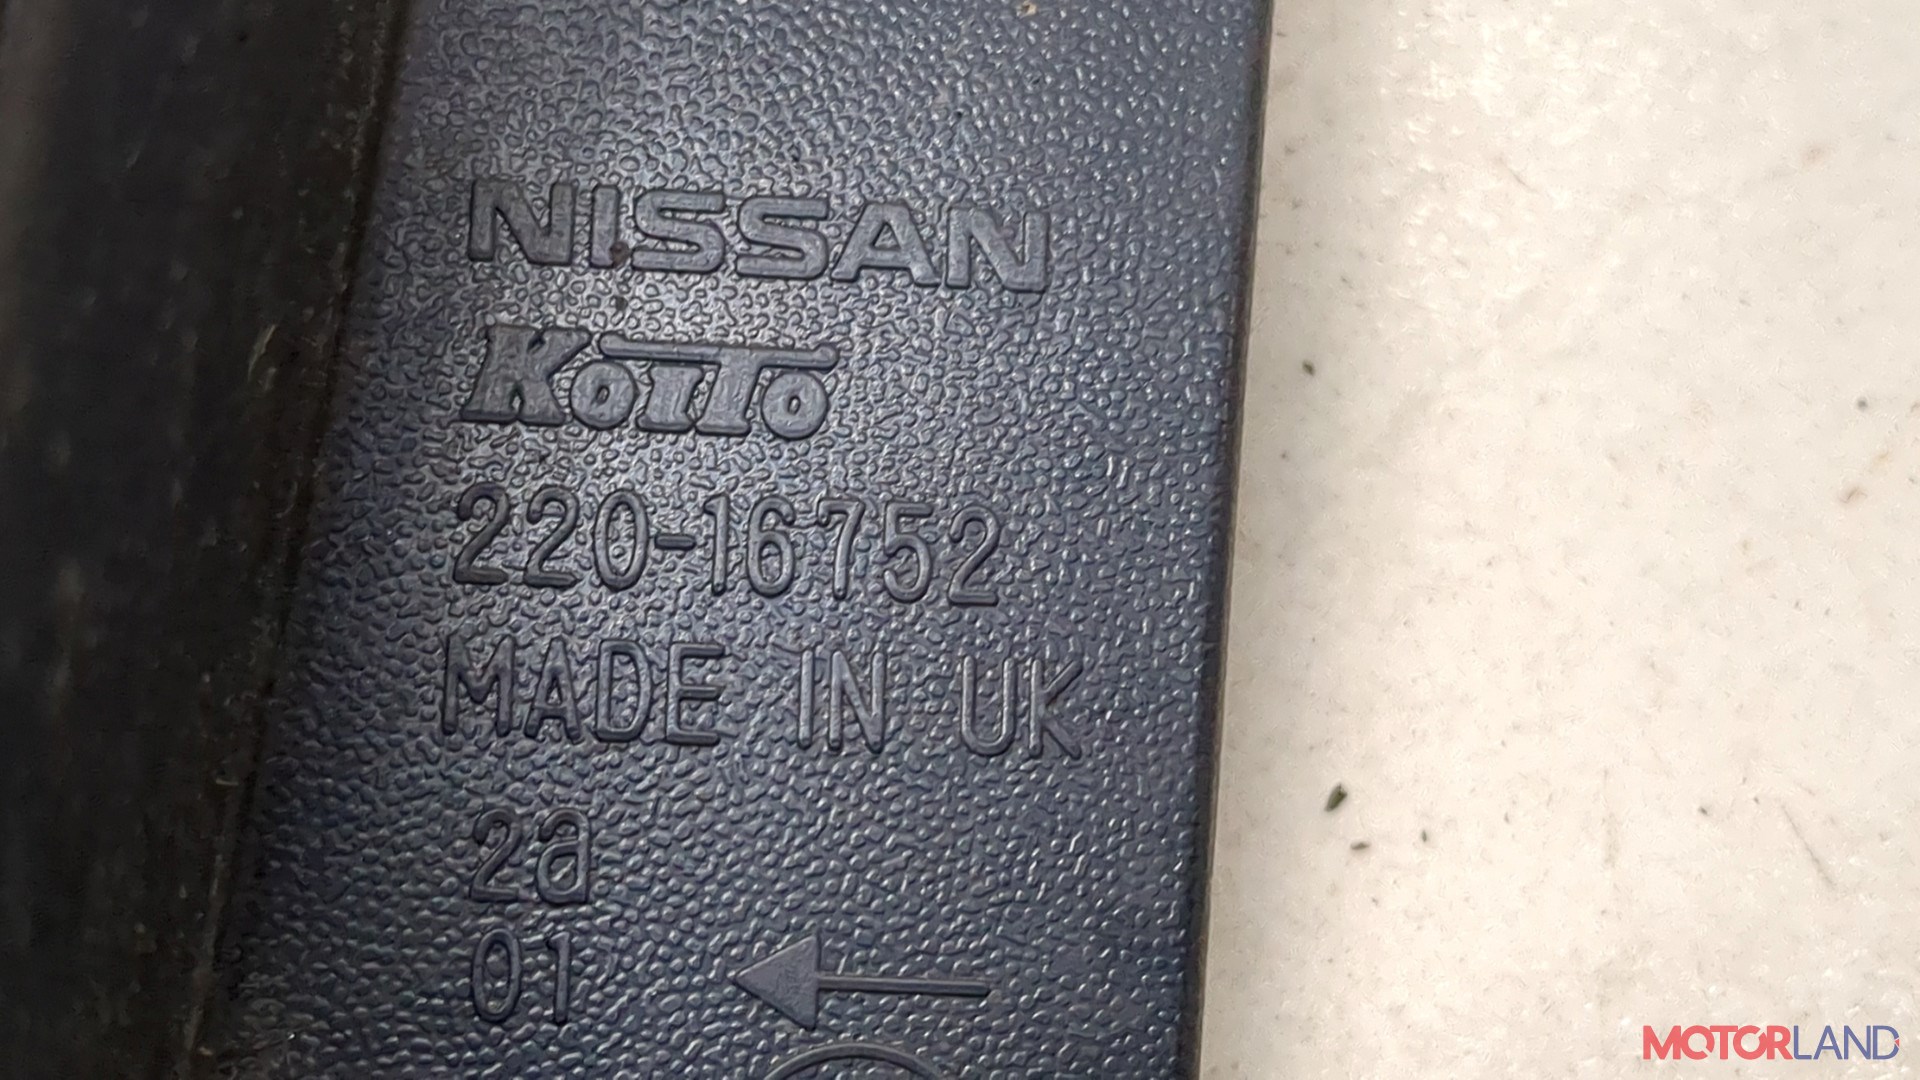 NISSAN
KOITO
220-16752
MADE IN UK
2a
01
MOTORLAND